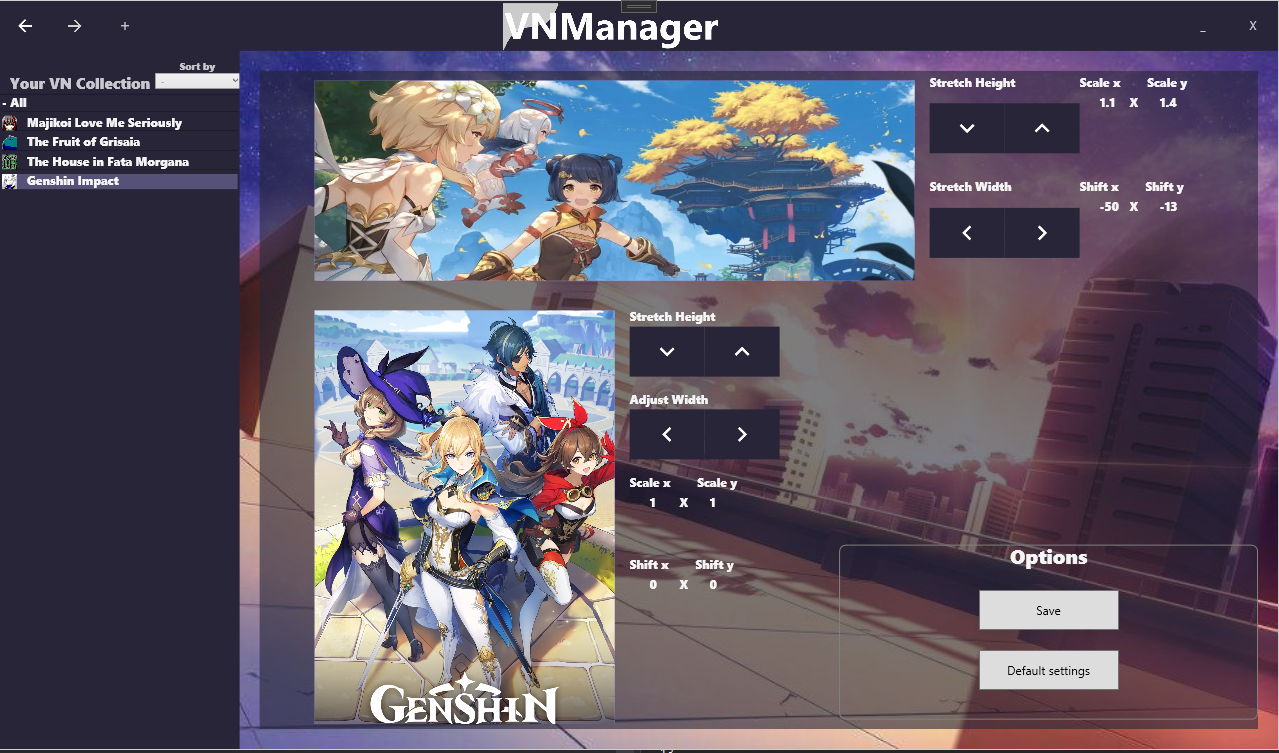 VNManager
+
_ X
Sort by
Your VN Collection
-
- All
Majikoi Love Me Seriously
The Fruit of Grisaia
The House in Fata Morgana
Genshin Impact
Stretch Height
Scale x Scale y
1.1 X 1.4
Stretch Width
Shift x Shift y
-50 X -13
Stretch Height
Adjust Width
Scale x Scale y
1 X 1
Shift x Shift y
0 X 0
GENSHIN
Options
Save
Default settings